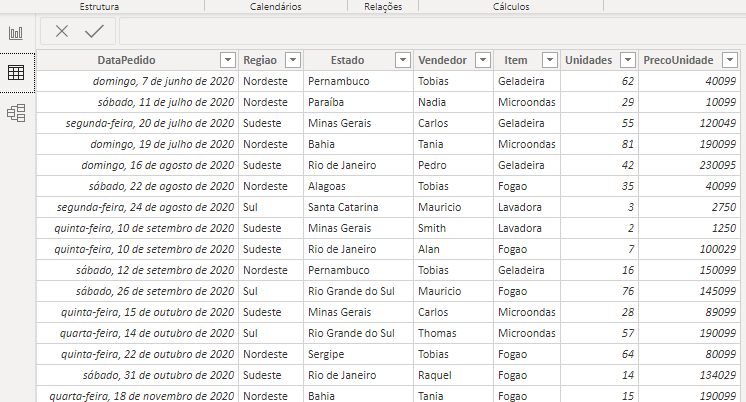 Estrutura Calendários Relações Cálculos
DataPedido Regiao Estado Vendedor Item Unidades PrecoUnidade
domingo, 7 de junho de 2020 Nordeste Pernambuco Tobias Geladeira 62 40099
sábado, 11 de julho de 2020 Nordeste Paraíba Nadia Microondas 29 10099
segunda-feira, 20 de julho de 2020 Sudeste Minas Gerais Carlos Geladeira 55 120049
domingo, 19 de julho de 2020 Nordeste Bahia Tania Microondas 81 190099
domingo, 16 de agosto de 2020 Sudeste Rio de Janeiro Pedro Geladeira 42 230095
sábado, 22 de agosto de 2020 Nordeste Alagoas Tobias Fogao 35 40099
segunda-feira, 24 de agosto de 2020 Sul Santa Catarina Mauricio Lavadora 3 2750
quinta-feira, 10 de setembro de 2020 Sudeste Minas Gerais Smith Lavadora 2 1250
quinta-feira, 10 de setembro de 2020 Sudeste Rio de Janeiro Alan Fogao 7 100029
sábado, 12 de setembro de 2020 Nordeste Pernambuco Tobias Geladeira 16 150099
sábado, 26 de setembro de 2020 Sul Rio Grande do Sul Mauricio Fogao 76 145099
quinta-feira, 15 de outubro de 2020 Sudeste Minas Gerais Carlos Microondas 28 89099
quarta-feira, 14 de outubro de 2020 Sul Rio Grande do Sul Thomas Microondas 57 190099
quinta-feira, 22 de outubro de 2020 Nordeste Sergipe Tobias Fogao 64 80099
sábado, 31 de outubro de 2020 Sudeste Rio de Janeiro Raquel Fogao 14 134029
quarta-feira, 18 de novembro de 2020 Nordeste Bahia Tania Fogao 15 190099